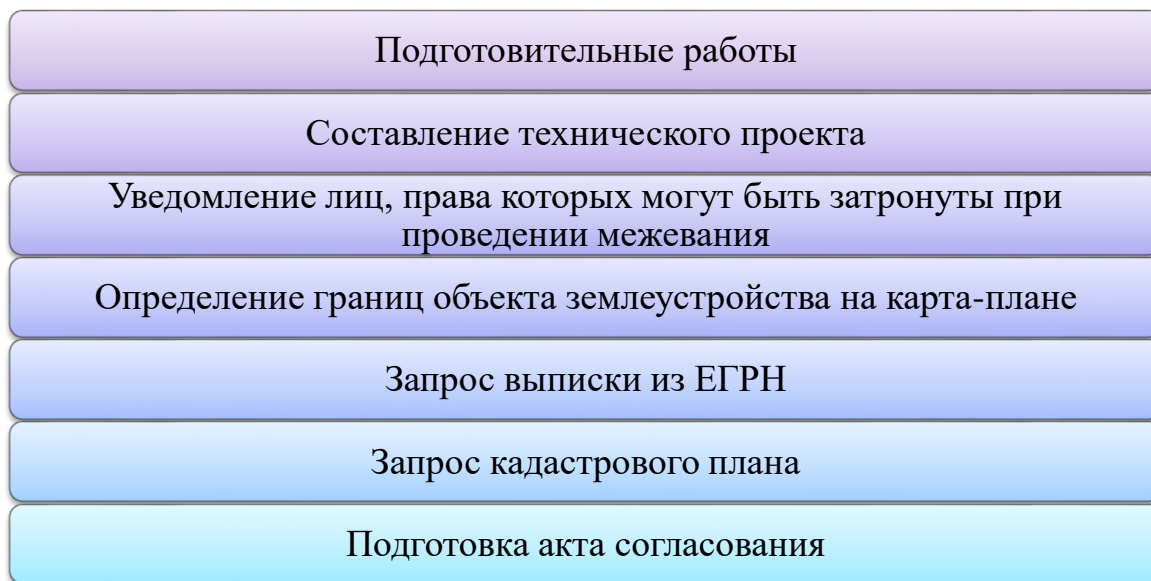 Подготовительные работы
Составление технического проекта
Уведомление лиц, права которых могут быть затронуты при
проведении межевания
Определение границ объекта землеустройства на карта-плане
Запрос выписки из ЕГРН
Запрос кадастрового плана
Подготовка акта согласования